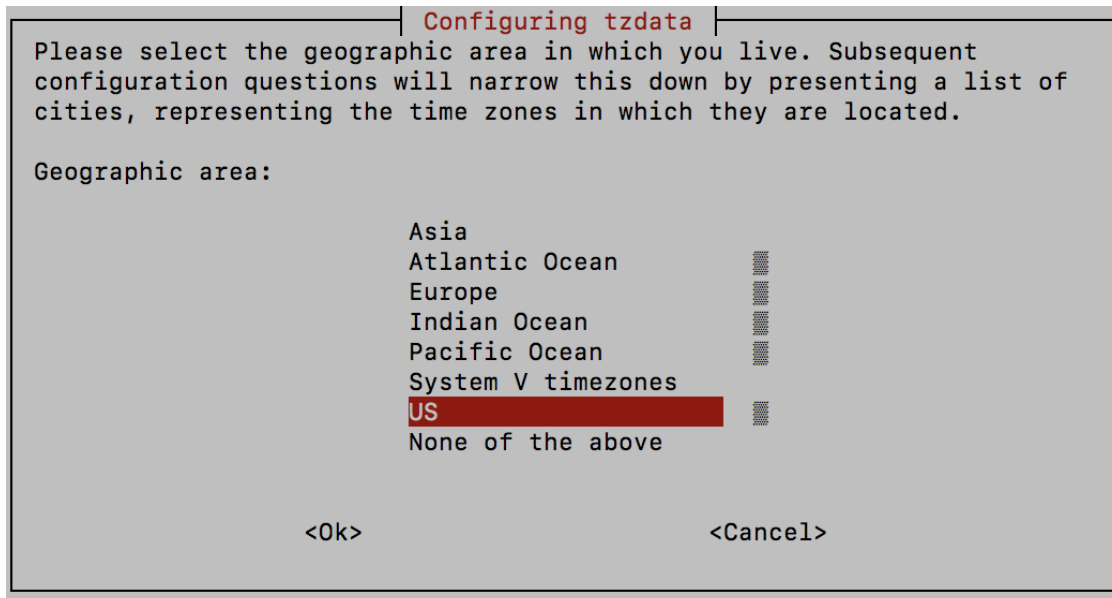 Configuring tzdata
Please select the geographic area in which you live. Subsequent
configuration questions will narrow this down by presenting a list of
cities, representing the time zones in which they are located.
Geographic area:
Asia
Atlantic Ocean
Europe
Indian Ocean
Pacific Ocean
System V timezones
US
None of the above
<Ok> <Cancel>